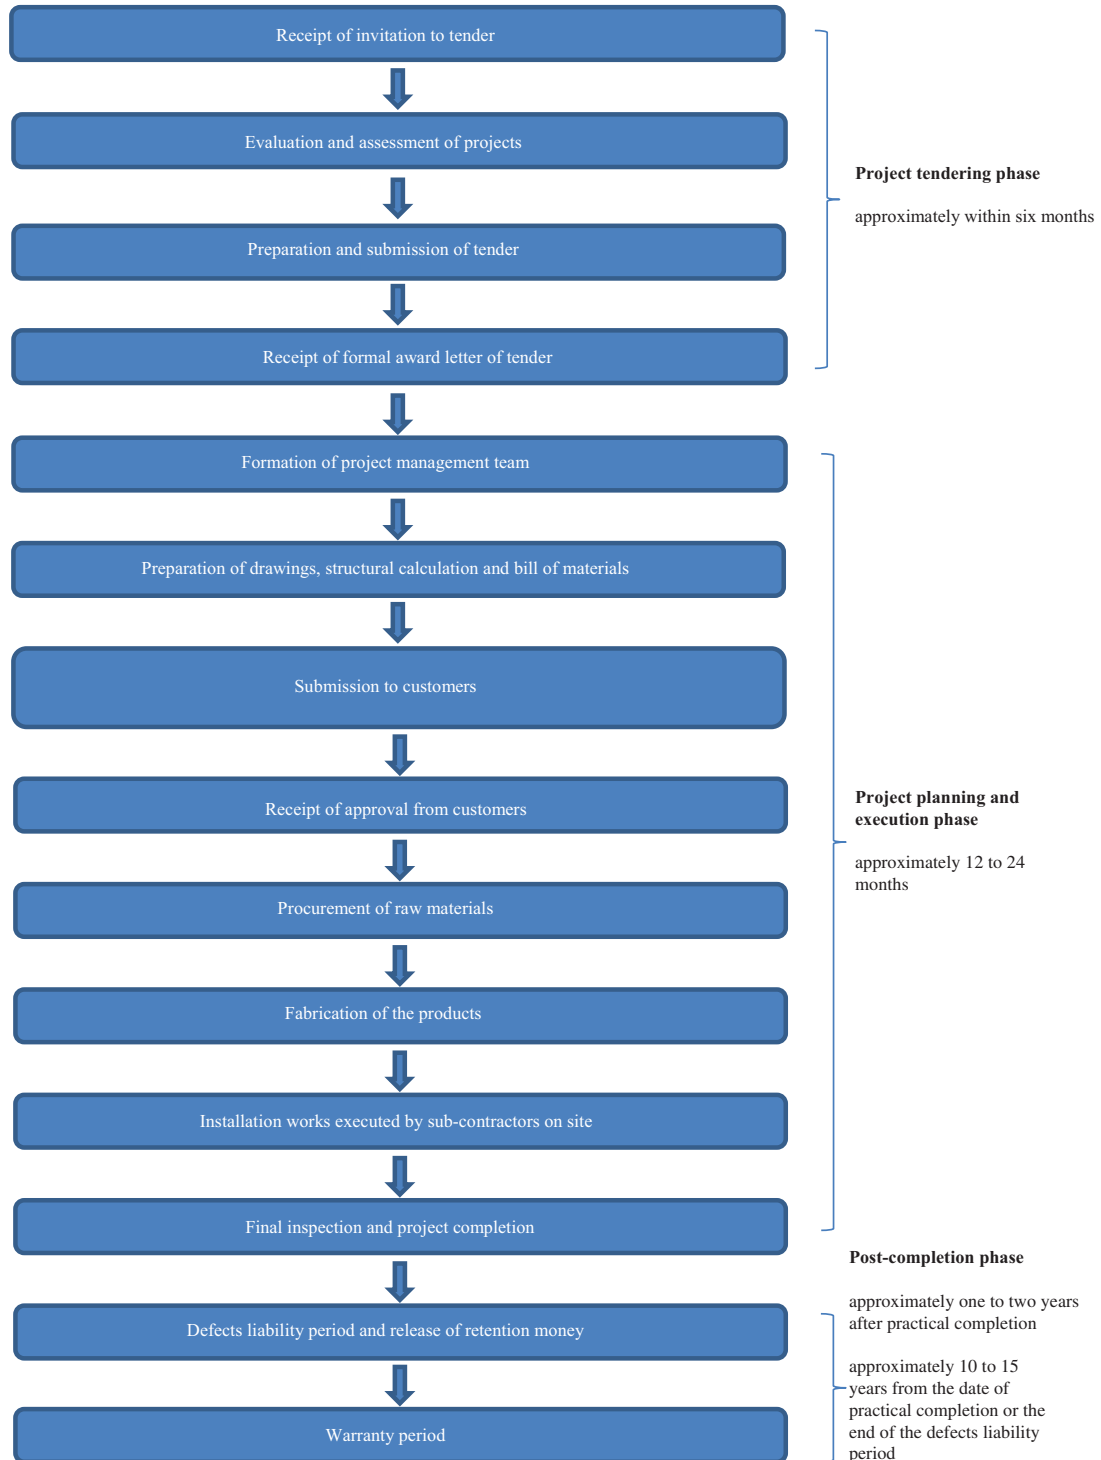 Receipt of invitation to tender
Evaluation and assessment of projects
Preparation and submission of tender
Receipt of formal award letter of tender
Project tendering phase
approximately within six months
Formation of project management team
Preparation of drawings, structural calculation and bill of materials
Submission to customers
Receipt of approval from customers
Procurement of raw materials
Fabrication of the products
Installation works executed by sub-contractors on site
Final inspection and project completion
Project planning and
execution phase
approximately 12 to 24
months
Defects liability period and release of retention money
Warranty period
Post-completion phase
approximately one to two years
after practical completion
approximately 10 to 15
years from the date of
practical completion or the
end of the defects liability
period